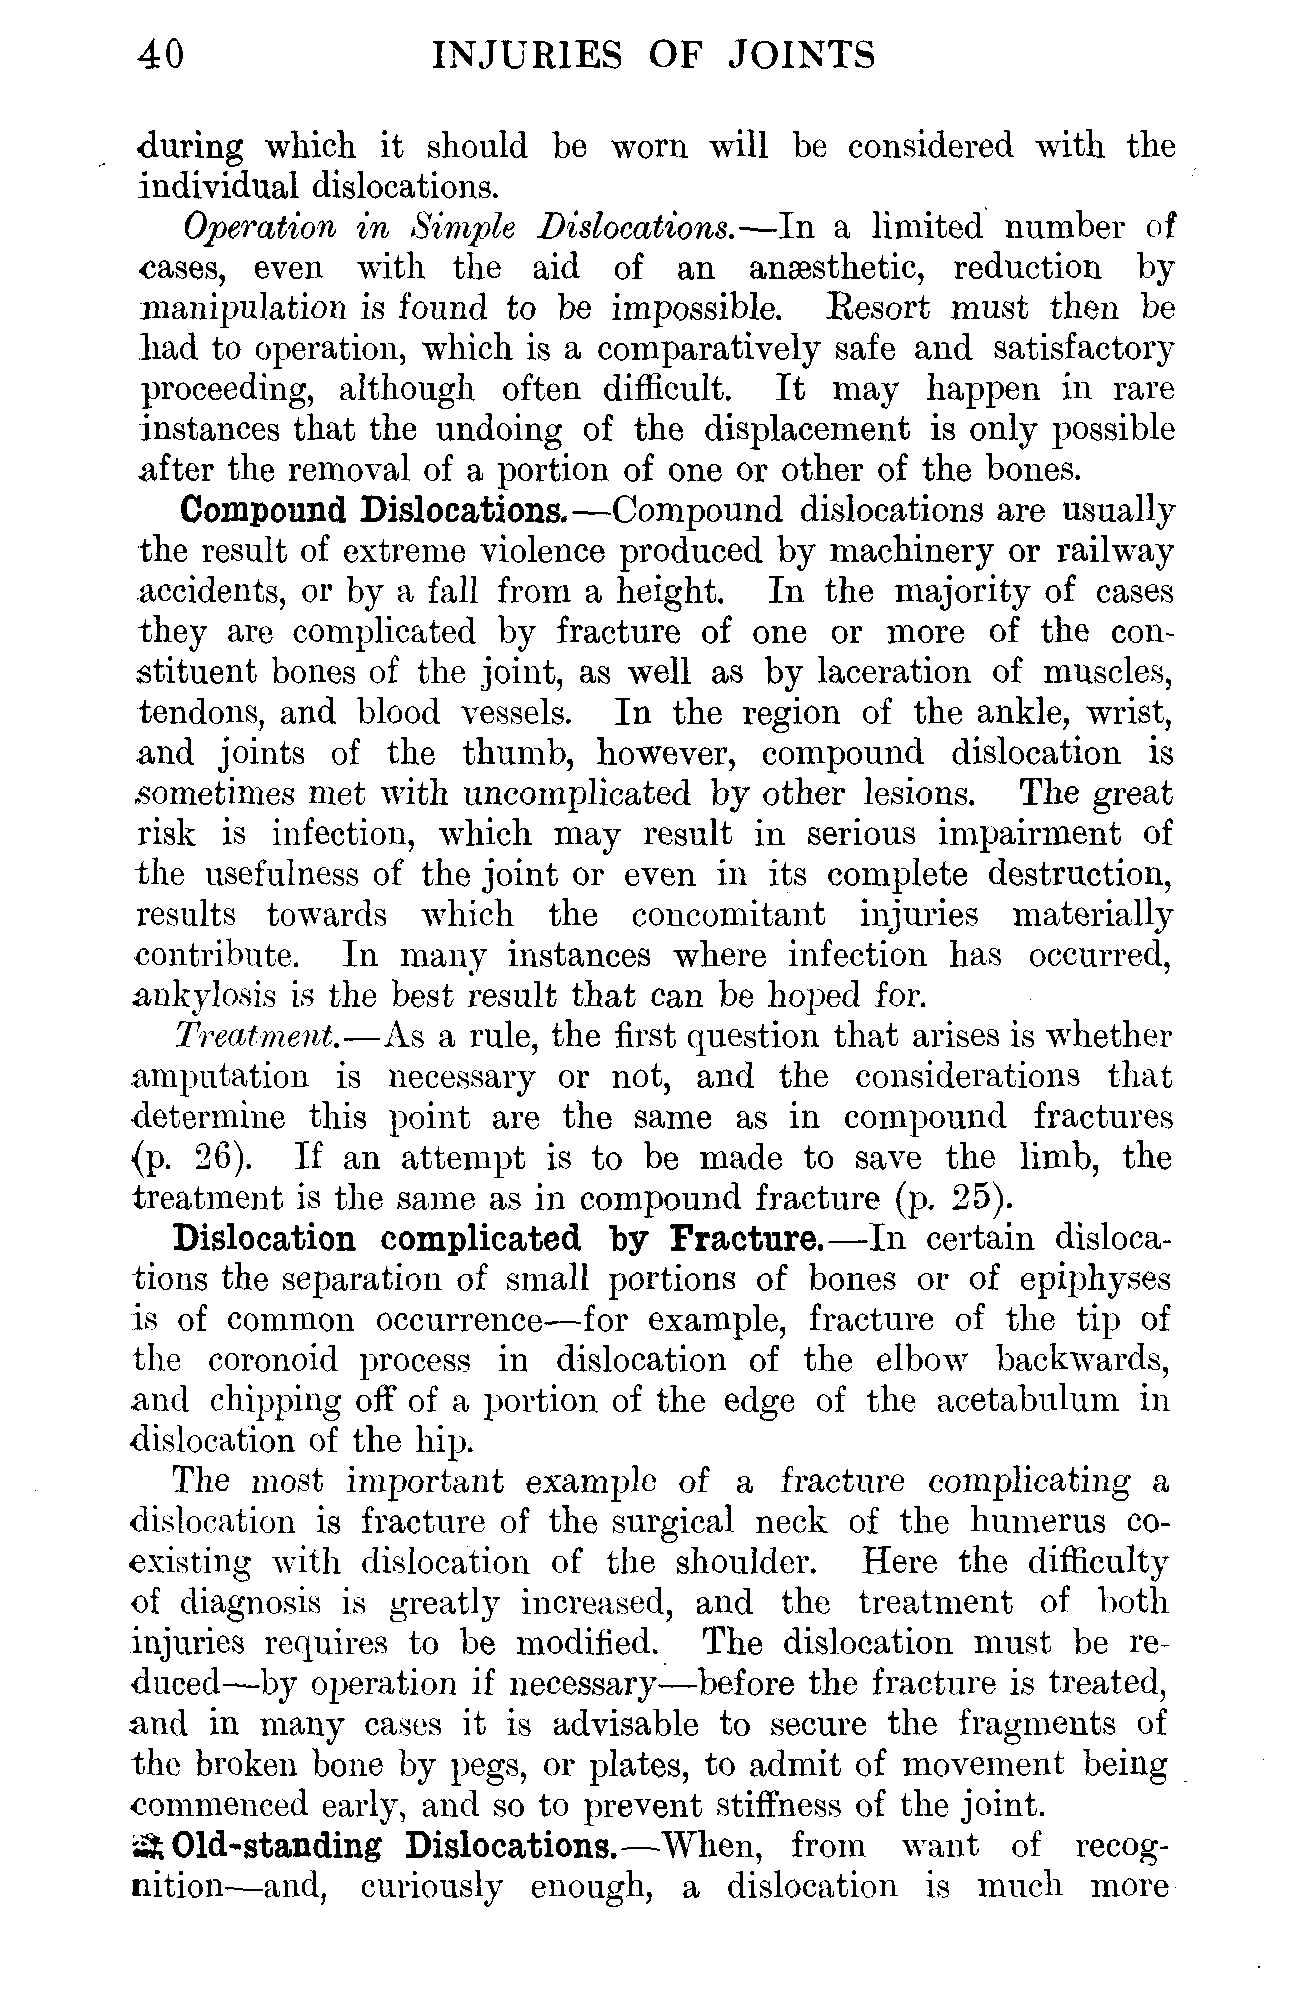 40 INJURIES OF JOINTS
during which it should be worn will be considered with the
individual dislocations.
Operation in Simple Dislocations.—In a limited number of
cases, even with the aid of an anæsthetic, reduction by
manipulation is found to be impossible. Resort must then be
had to operation, which is a comparatively safe and satisfactory
proceeding, although often difficult. It may happen in rare
instances that the undoing of the displacement is only possible
after the removal of a portion of one or other of the bones.
Compound Dislocations.—Compound dislocations are usually
the result of extreme violence produced by machinery or railway
accidents, or by a fall from a height. In the majority of cases
they are complicated by fracture of one or more of the con-
stituent bones of the joint, as well as by laceration of muscles,
tendons, and blood vessels. In the region of the ankle, wrist,
and joints of the thumb, however, compound dislocation is
sometimes met with uncomplicated by other lesions. The great
risk is infection, which may result in serious impairment of
the usefulness of the joint or even in its complete destruction,
results towards which the concomitant injuries materially
contribute. In many instances where infection has occurred,
ankylosis is the best result that can be hoped for.
Treatment.—As a rule, the first question that arises is whether
amputation is necessary or not, and the considerations that
determine this point are the same as in compound fractures
(p. 26). If an attempt is to be made to save the limb, the
treatment is the same as in compound fracture (p. 25).
Dislocation complicated by Fracture.—In certain disloca-
tions the separation of small portions of bones or of epiphyses
is of common occurrence—for example, fracture of the tip of
the coronoid process in dislocation of the elbow backwards,
and chipping off of a portion of the edge of the acetabulum in
dislocation of the hip.
The most important example of a fracture complicating a
dislocation is fracture of the surgical neck of the humerus co-
existing with dislocation of the shoulder. Here the difficulty
of diagnosis is greatly increased, and the treatment of both
injuries requires to be modified. The dislocation must be re-
duced—by operation if necessary—before the fracture is treated,
and in many cases it is advisable to secure the fragments of
the broken bone by pegs, or plates, to admit of movement being
commenced early, and so to prevent stiffness of the joint.
Old-standing Dislocations.—When, from want of recog-
nition—and, curiously enough, a dislocation is much more